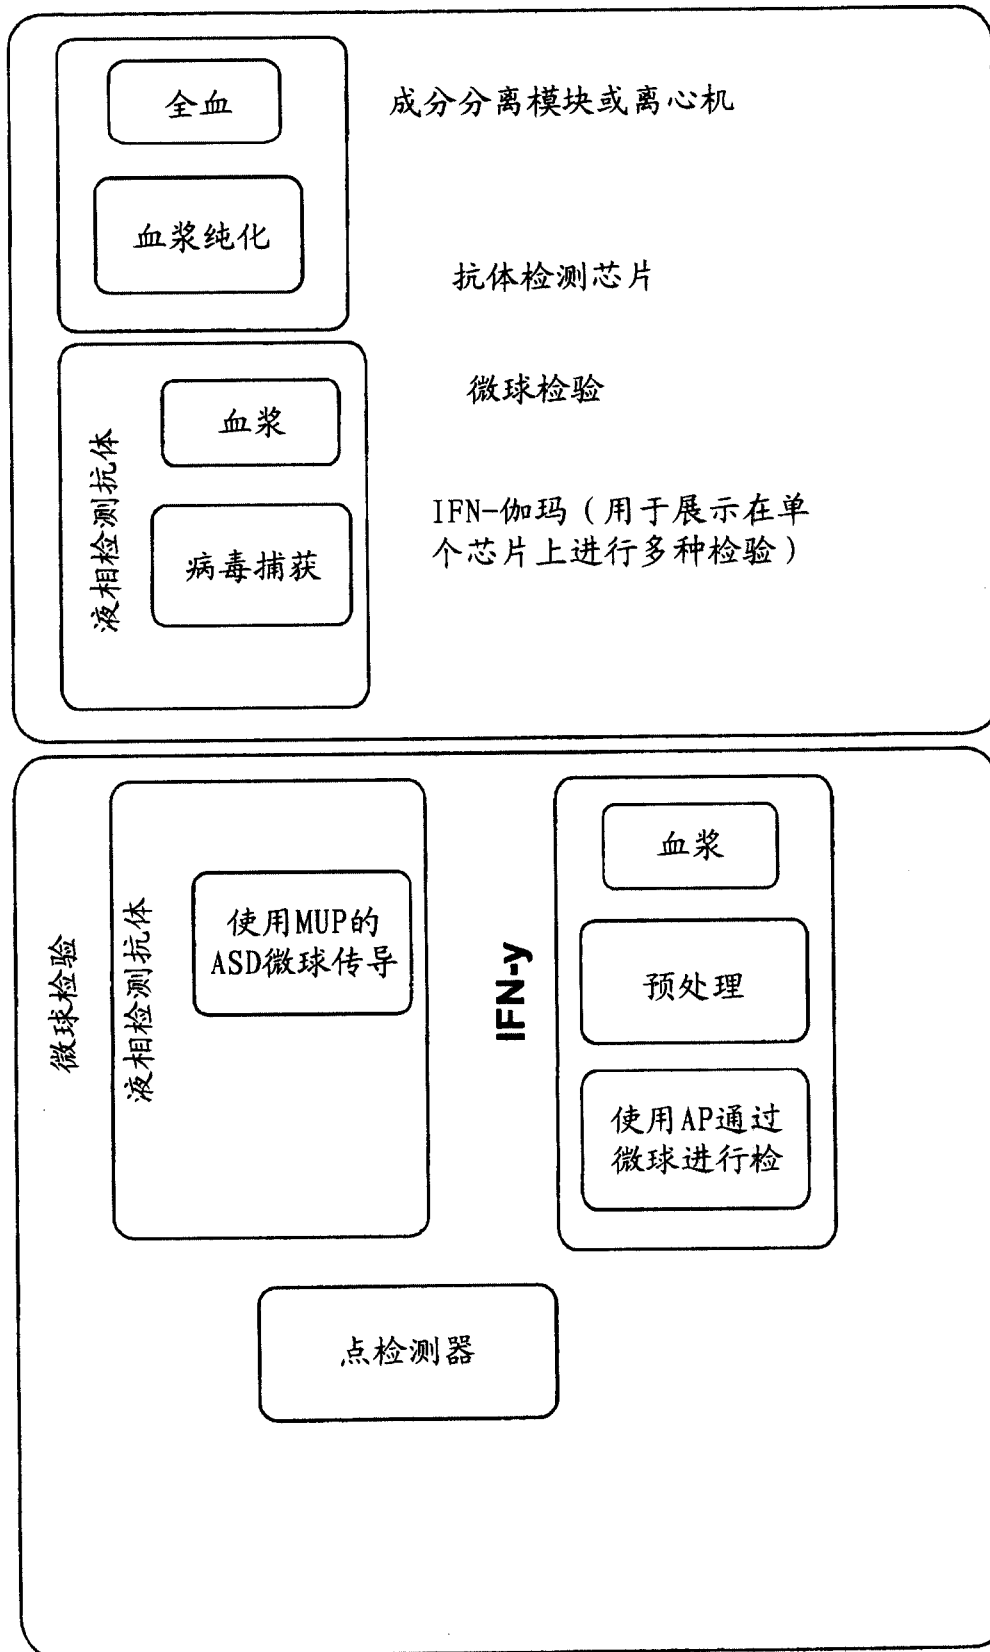 全血
成分分离模块或离心机
血浆纯化
抗体检测芯片
微球检验
液相检测抗体
血浆
病毒捕获
IFN-伽玛（用于展示在单
个芯片上进行多种检验）
微球检验
液相检测抗体
使用MUP的
ASD微球传导
IFN-y
血浆
预处理
使用AP通过
微球进行检
点检测器